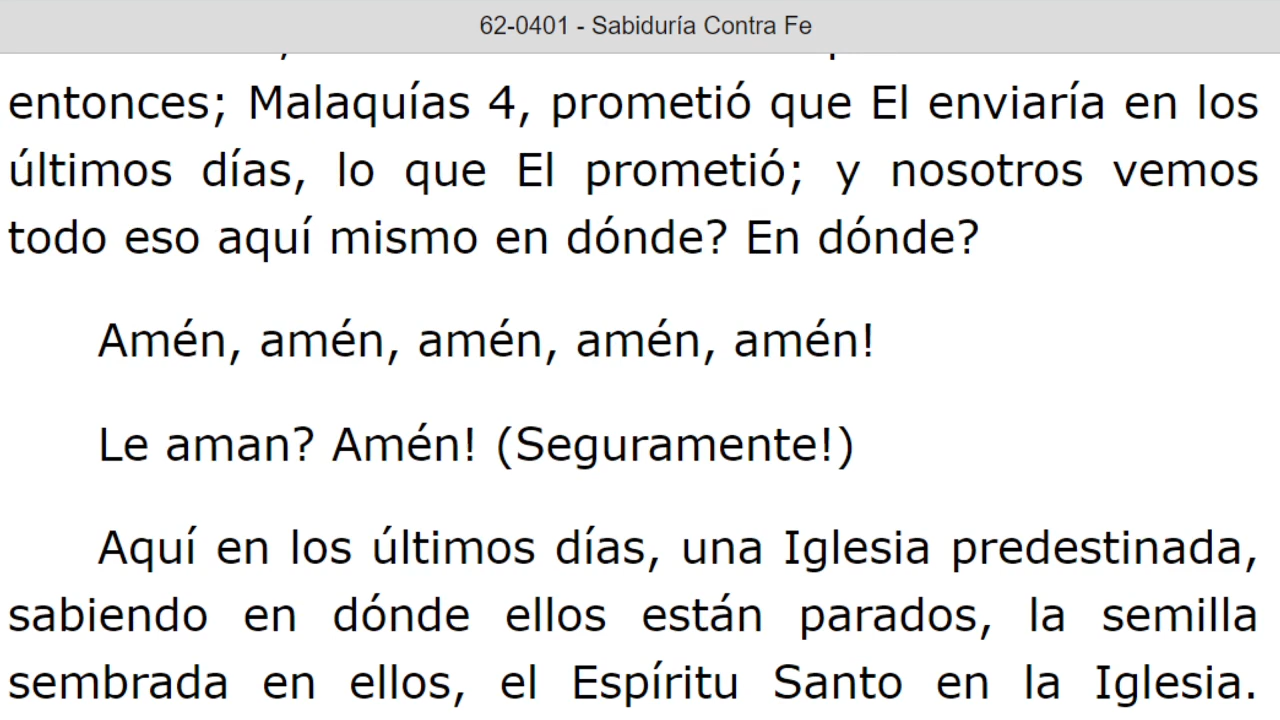 62-0401 - Sabiduría Contra Fe
entonces; Malaquías 4, prometió que El enviaría en los
últimos días, lo que El prometió; y nosotros vemos
todo eso aquí mismo en dónde? En dónde?
Amén, amén, amén, amén, amén!
Le aman? Amén! (Seguramente!)
Aquí en los últimos días, una Iglesia predestinada,
sabiendo en dónde ellos están parados, la semilla
sembrada en ellos, el Espíritu Santo en la Iglesia.